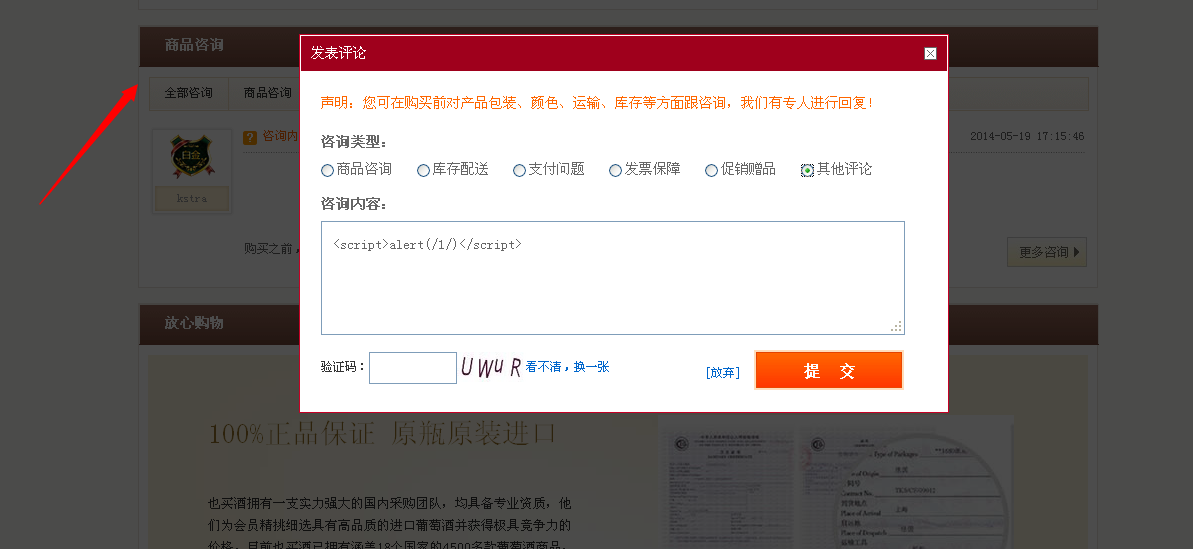 商品咨询
发表评论
全部咨询 商品咨询
声明：您可在购买前对产品包装、颜色、运输、库存等方面跟咨询，我们有专人进行回复！
? 咨询内
2014-05-19 17:15:46
咨询类型：
商品咨询 库存配送 支付问题 发票保障 促销赠品 其他评论
kstra
咨询内容：
<script>alert(/1/)</script>
购买之前，
更多咨询
放心购物
验证码： UWUR 看不清，换一张 [放弃] 提 交
100%正品保证 原瓶原装进口
也买酒拥有一支实力强大的国内采购团队，均具备专业资质，他
们为会员精挑细选具有高品质的进口葡萄酒并获得极具竞争力的
价格。目前也买酒已拥有涵盖18个国家的4500多款葡萄酒商品。